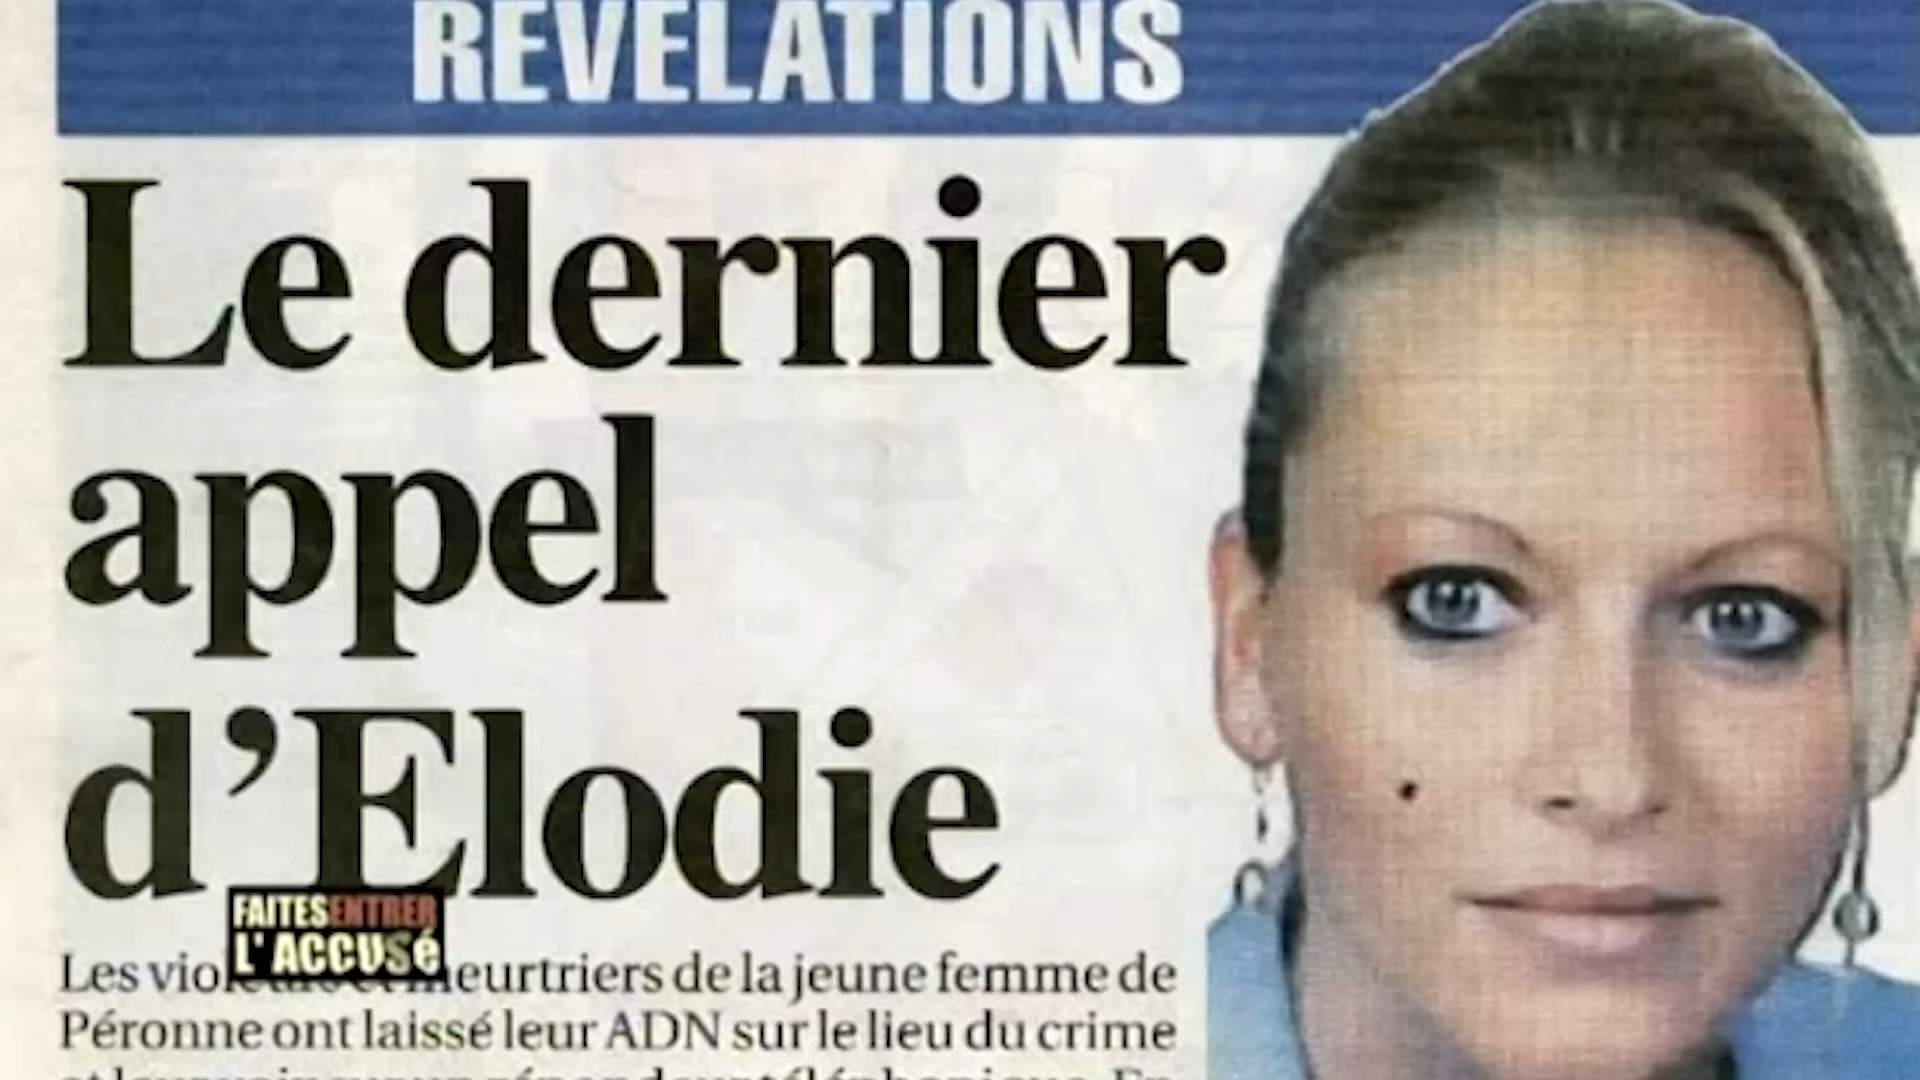 REVELATIONS
Le dernier
appel
d'Elodie
FAITES ENTRER
L'ACCUSé
Les meurtriers de la jeune femme de
Péronne ont laissé leur ADN sur le lieu du crime